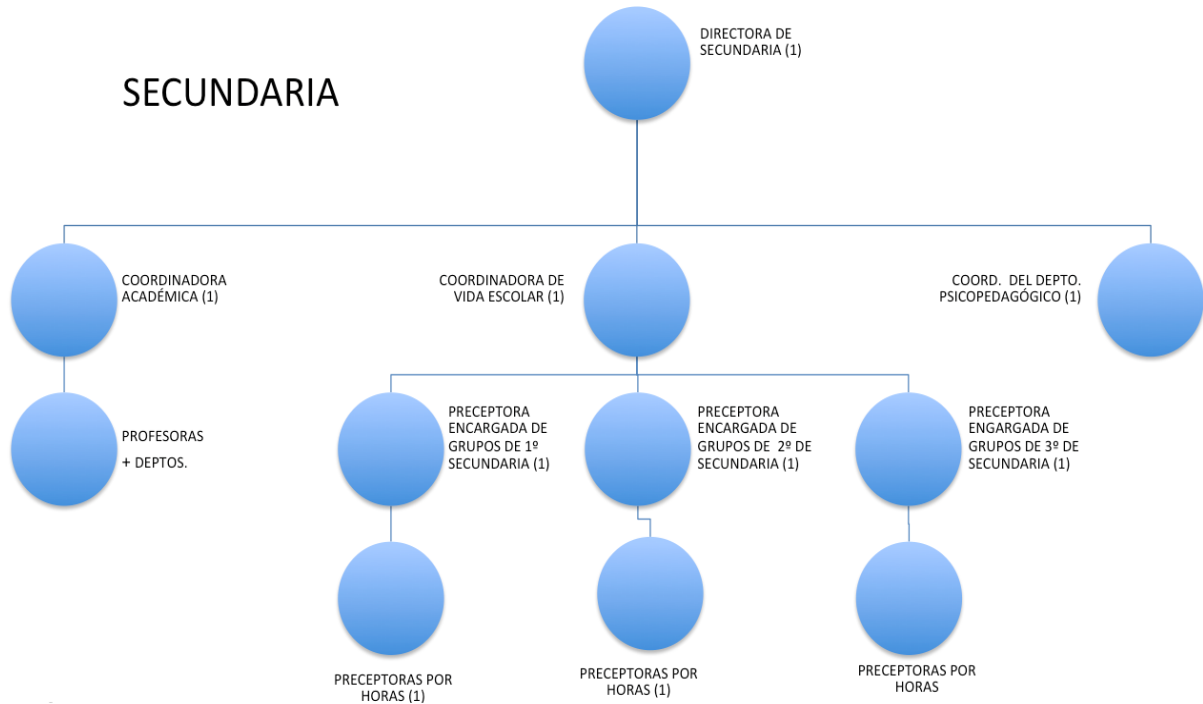 DIRECTORA DE
SECUNDARIA (1)
SECUNDARIA
COORDINADORA
ACADÉMICA (1)
COORDINADORA DE
VIDA ESCOLAR (1)
COORD. DEL DEPTO.
PSICOPEDAGÓGICO (1)
PROFESORAS
+ DEPTOS.
PRECEPTORA
ENCARGADA DE
GRUPOS DE 1º
SECUNDARIA (1)
PRECEPTORA
ENCARGADA DE
GRUPOS DE 2º DE
SECUNDARIA (1)
PRECEPTORA
ENGARGADA DE
GRUPOS DE 3º DE
SECUNDARIA (1)
PRECEPTORAS POR
HORAS (1)
PRECEPTORAS POR
HORAS (1)
PRECEPTORAS POR
HORAS